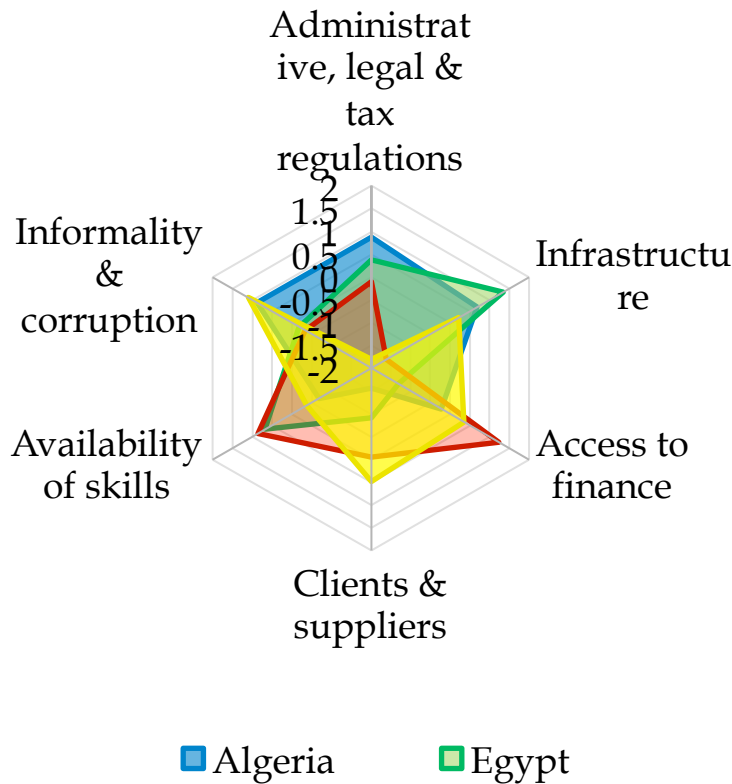 Administrat
ive, legal &
tax
regulations
2
1.5
1
0.5
0
-0.5
-1
-1.5
-2
Informality
&
corruption
Infrastructu
re
Availability
of skills
Access to
finance
Clients &
suppliers
Algeria
Egypt